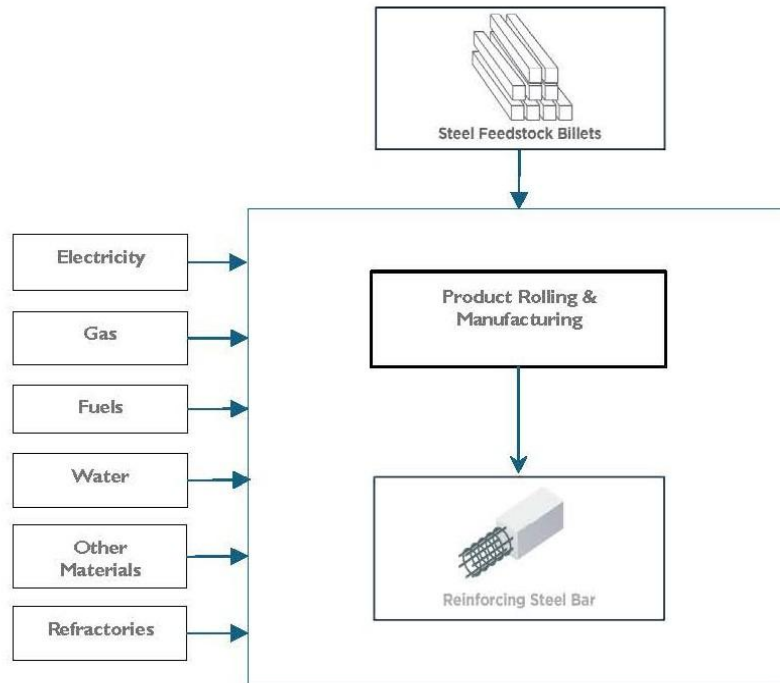 Steel Feedstock Billets
Electricity
Gas
Fuels
Water
Other
Materials
Refractories
Product Rolling &
Manufacturing
Reinforcing Steel Bar